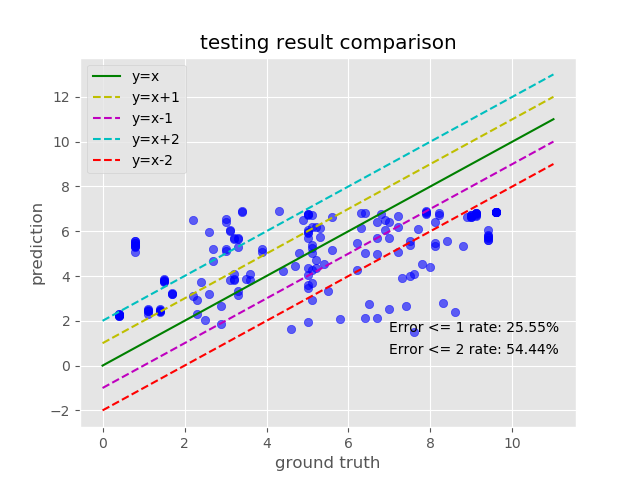 testing result comparison
y=x
y=x+1
y=x-1
y=x+2
y=x-2
12
10
8
6
4
2
0
−2
prediction
Error <= 1 rate: 25.55%
Error <= 2 rate: 54.44%
0 2 4 6 8 10
ground truth